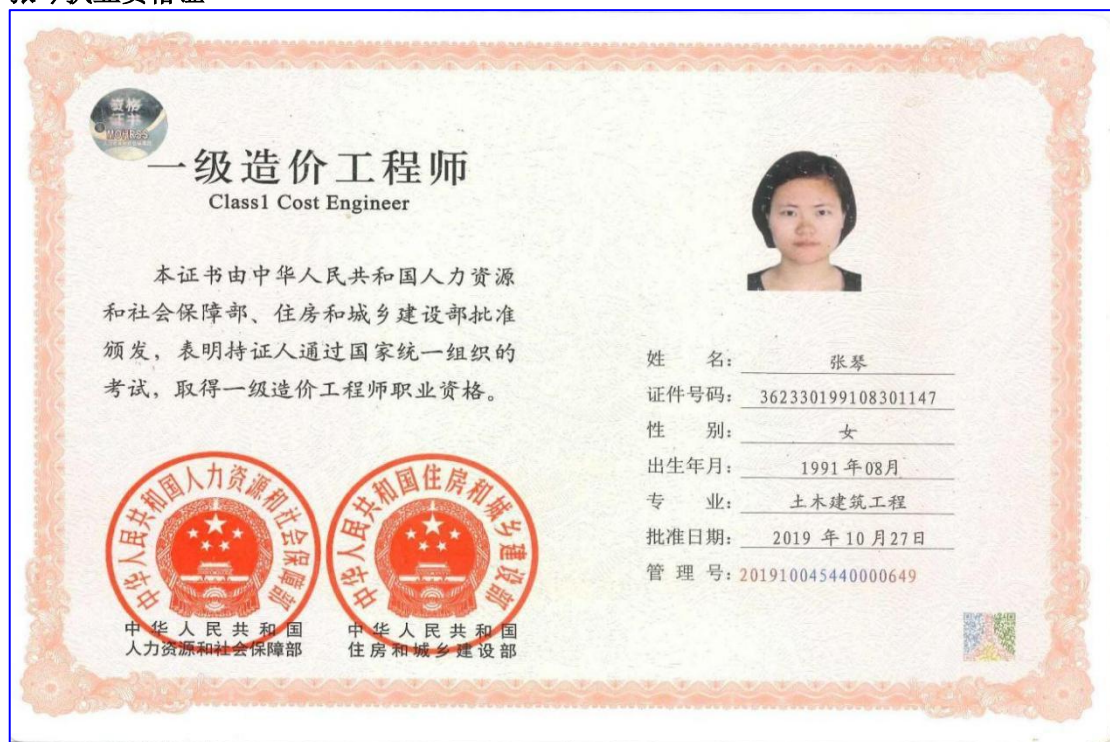 资格
证书
MOHRSS
一级造价工程师
Class1 Cost Engineer
本证书由中华人民共和国人力资源
和社会保障部、住房和城乡建设部批准
颁发，表明持证人通过国家统一组织的
考试，取得一级造价工程师职业资格。
中华人民共和国人力资源和社会保障部
中华人民共和国住房和城乡建设部
中华人民共和国
人力资源和社会保障部
中华人民共和国
住房和城乡建设部
姓 名： 张琴
证件号码： 362330199108301147
性 别： 女
出生年月： 1991年08月
专 业： 土木建筑工程
批准日期： 2019 年 10 月27日
管 理 号：201910045440000649